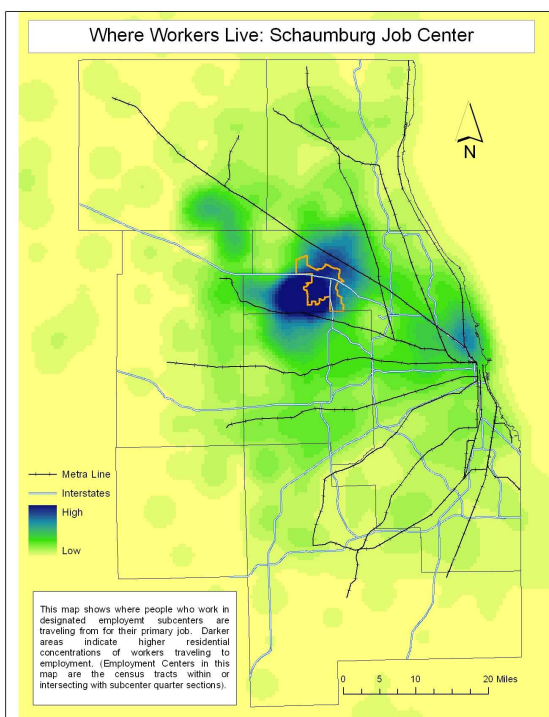 Where Workers Live: Schaumburg Job Center
N
Metra Line
Interstates
High
Low
This map shows where people who work in
designated employemt subcenters are
traveling from for their primary job. Darker
areas indicate higher residential
concentrations of workers traveling to
employment. (Employment Centers in this
map are the census tracts within or
intersecting with subcenter quarter sections).
0 5 10 20 Miles